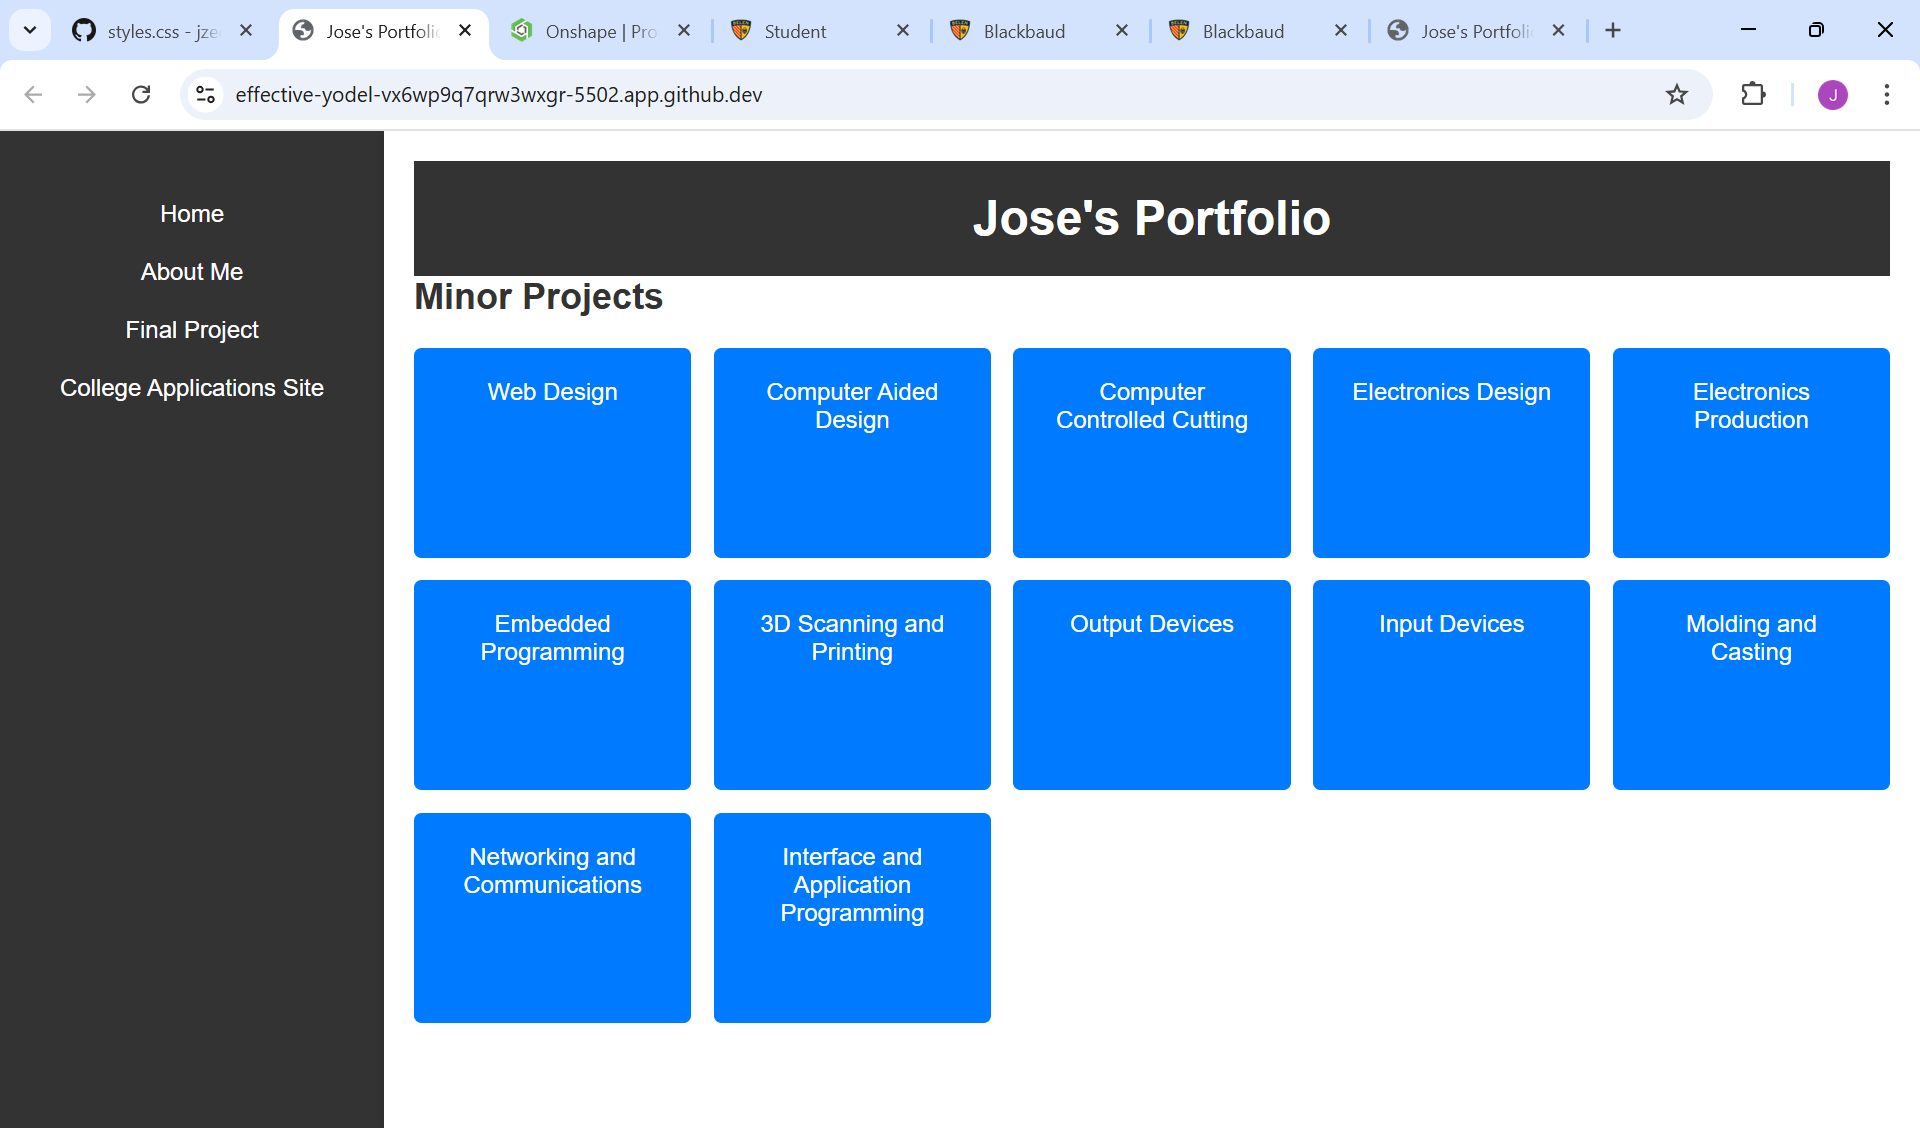 styles.css - jze
Jose's Portfoli
Onshape | Pro
Student
Blackbaud
Blackbaud
Jose's Portfoli
effective-yodel-vx6wp9q7qrw3wxgr-5502.app.github.dev
J
Home
About Me
Final Project
College Applications Site
Jose's Portfolio
Minor Projects
Web Design
Computer Aided
Design
Computer
Controlled Cutting
Electronics Design
Electronics
Production
Embedded
Programming
3D Scanning and
Printing
Output Devices
Input Devices
Molding and
Casting
Networking and
Communications
Interface and
Application
Programming